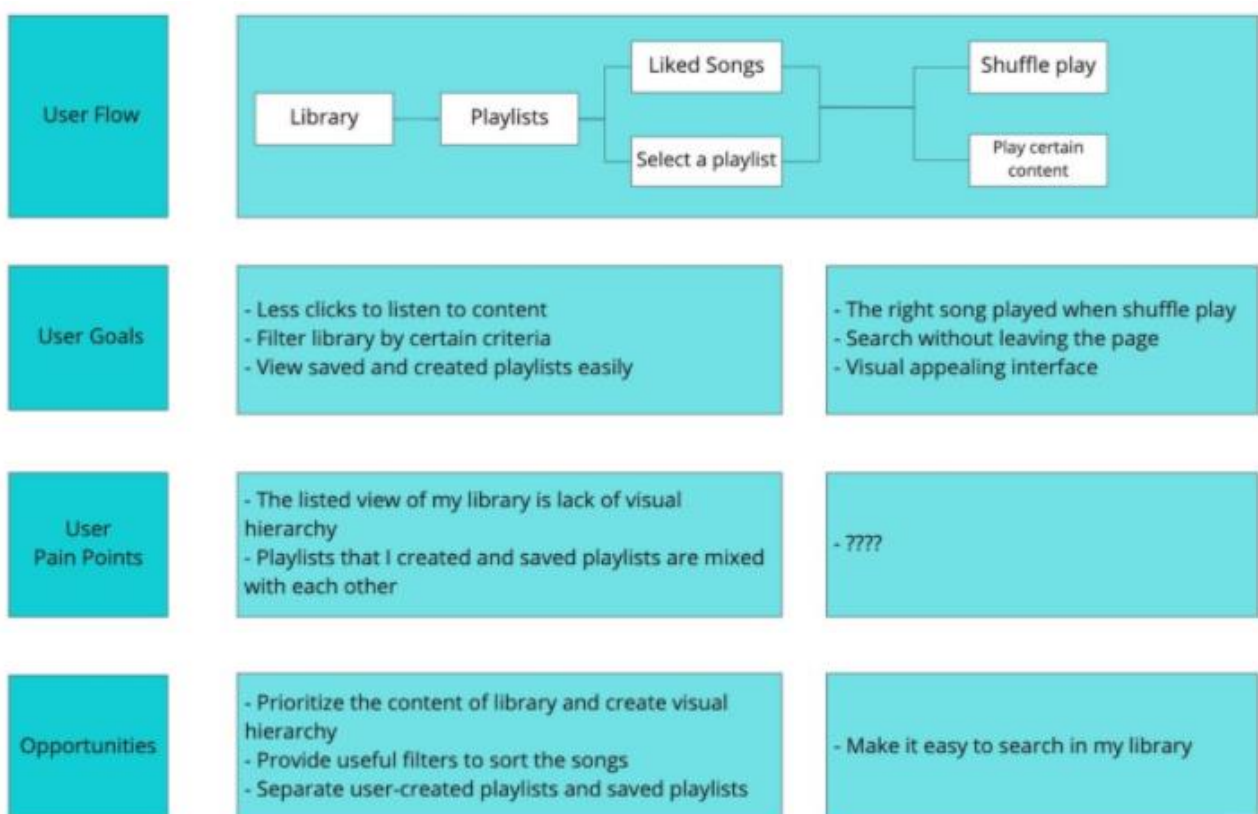 User Flow
Library
Playlists
Liked Songs
Select a playlist
Shuffle play
Play certain
content
User Goals
- Less clicks to listen to content
- Filter library by certain criteria
- View saved and created playlists easily
- The right song played when shuffle play
- Search without leaving the page
- Visual appealing interface
User
Pain Points
- The listed view of my library is lack of visual
hierarchy
- Playlists that I created and saved playlists are mixed
with each other
- ????
Opportunities
- Prioritize the content of library and create visual
hierarchy
- Provide useful filters to sort the songs
- Separate user-created playlists and saved playlists
- Make it easy to search in my library